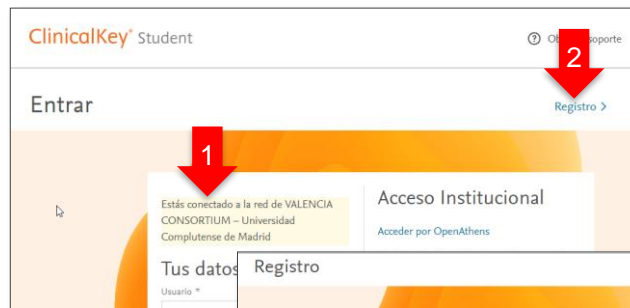 ClinicalKey® Student
soporte
2
Entrar
Registro >
1
Estás conectado a la red de VALENCIA
CONSORTIUM – Universidad
Complutense de Madrid
Acceso Institucional
Acceder por OpenAthens
Tus datos
Usuario *
Registro